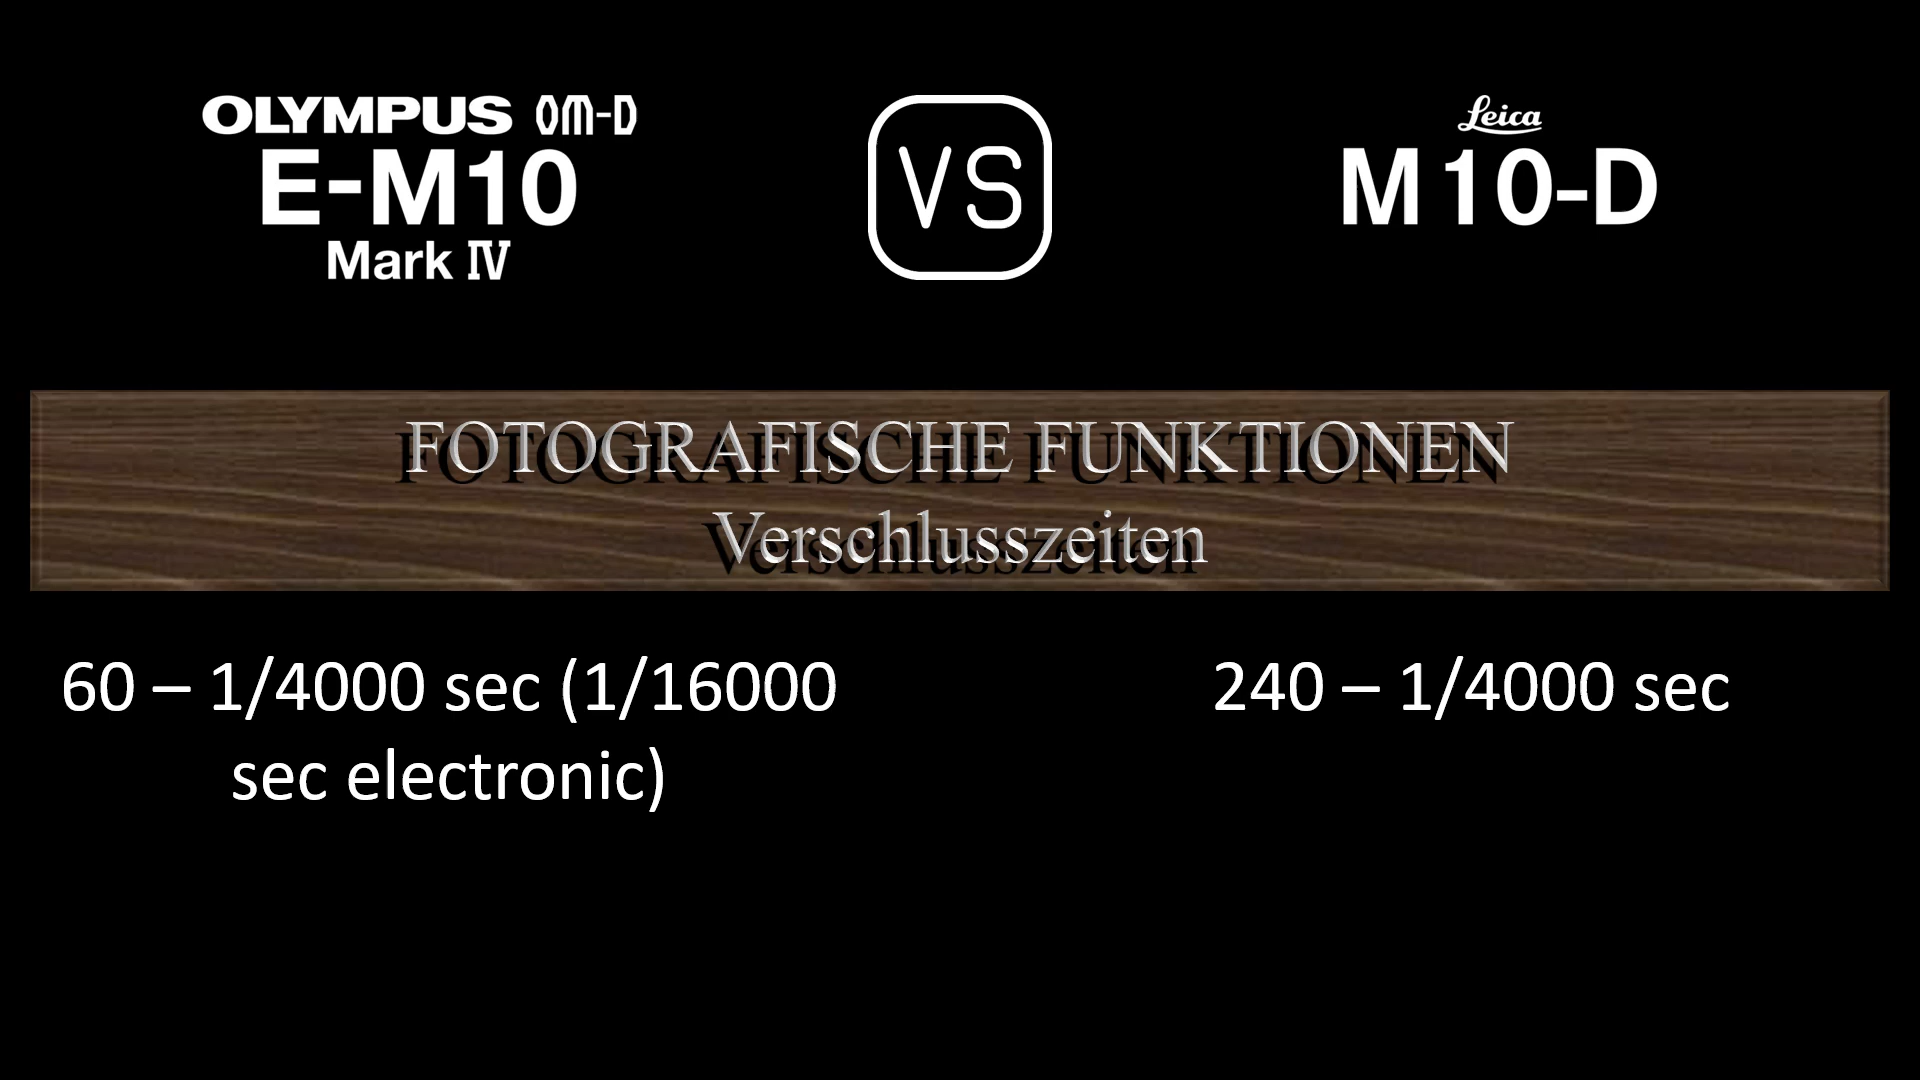 OLYMPUS OM-D
E-M10
Mark IV
VS
Leica
M10-D
FOTOGRAFISCHE FUNKTIONEN
Verschlusszeiten
60 – 1/4000 sec (1/16000
sec electronic)
240 – 1/4000 sec